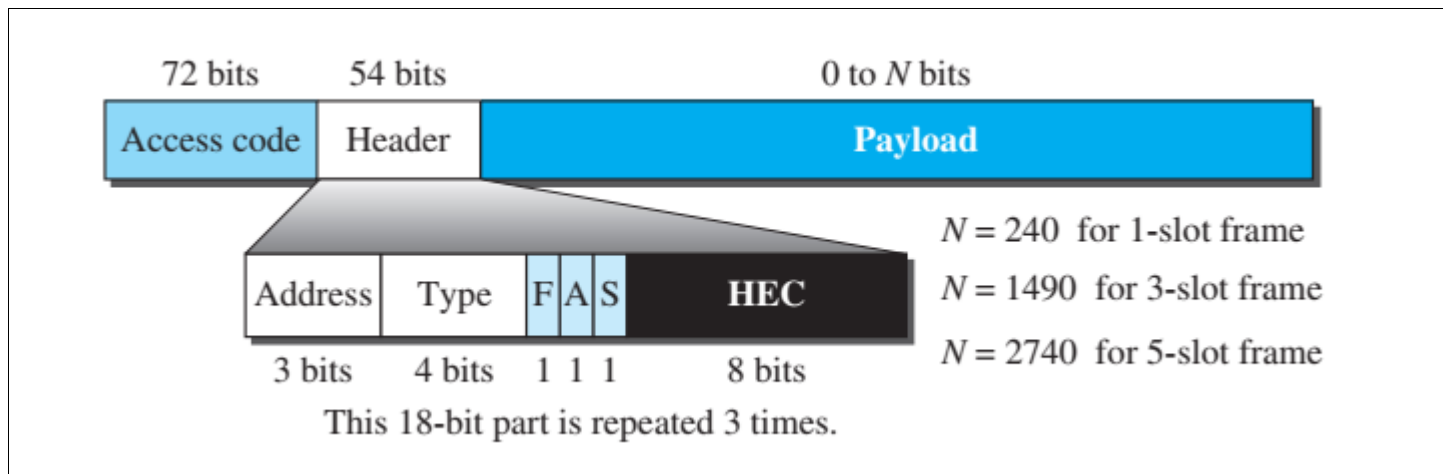 72 bits 54 bits 0 to N bits
Access code Header Payload
N = 240 for 1-slot frame
Address Type F A S HEC
N = 1490 for 3-slot frame
N = 2740 for 5-slot frame
3 bits 4 bits 1 1 1 8 bits
This 18-bit part is repeated 3 times.